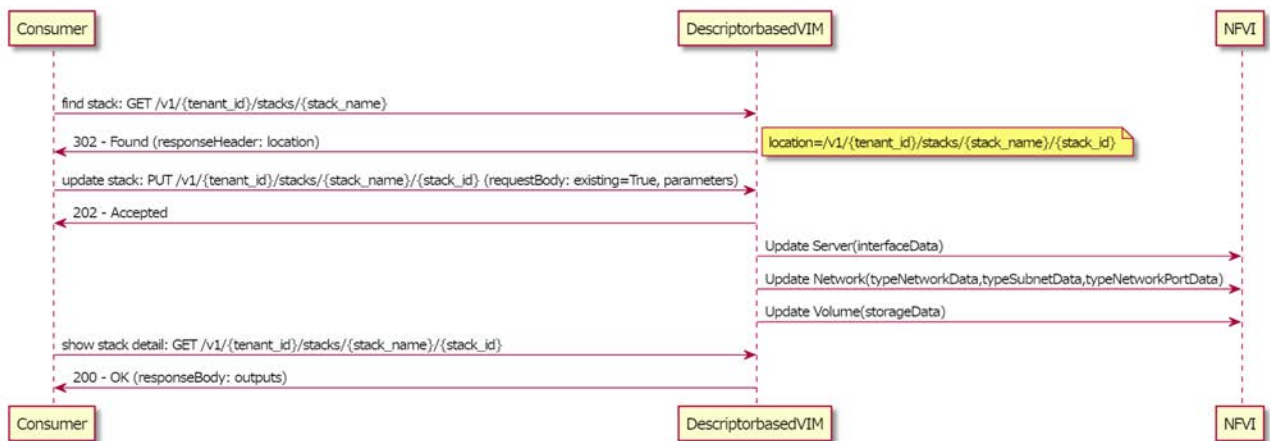 Consumer DescriptorbasedVIM NFVI
find stack: GET /v1/{tenant_id}/stacks/{stack_name}
302 - Found (responseHeader: location)
location=/v1/{tenant_id}/stacks/{stack_name}/{stack_id}
update stack: PUT /v1/{tenant_id}/stacks/{stack_name}/{stack_id} (requestBody: existing=True, parameters)
202 - Accepted
Update Server(interfaceData)
Update Network(typeNetworkData,typeSubnetData,typeNetworkPortData)
Update Volume(storageData)
show stack detail: GET /v1/{tenant_id}/stacks/{stack_name}/{stack_id}
200 - OK (responseBody: outputs)
Consumer DescriptorbasedVIM NFVI